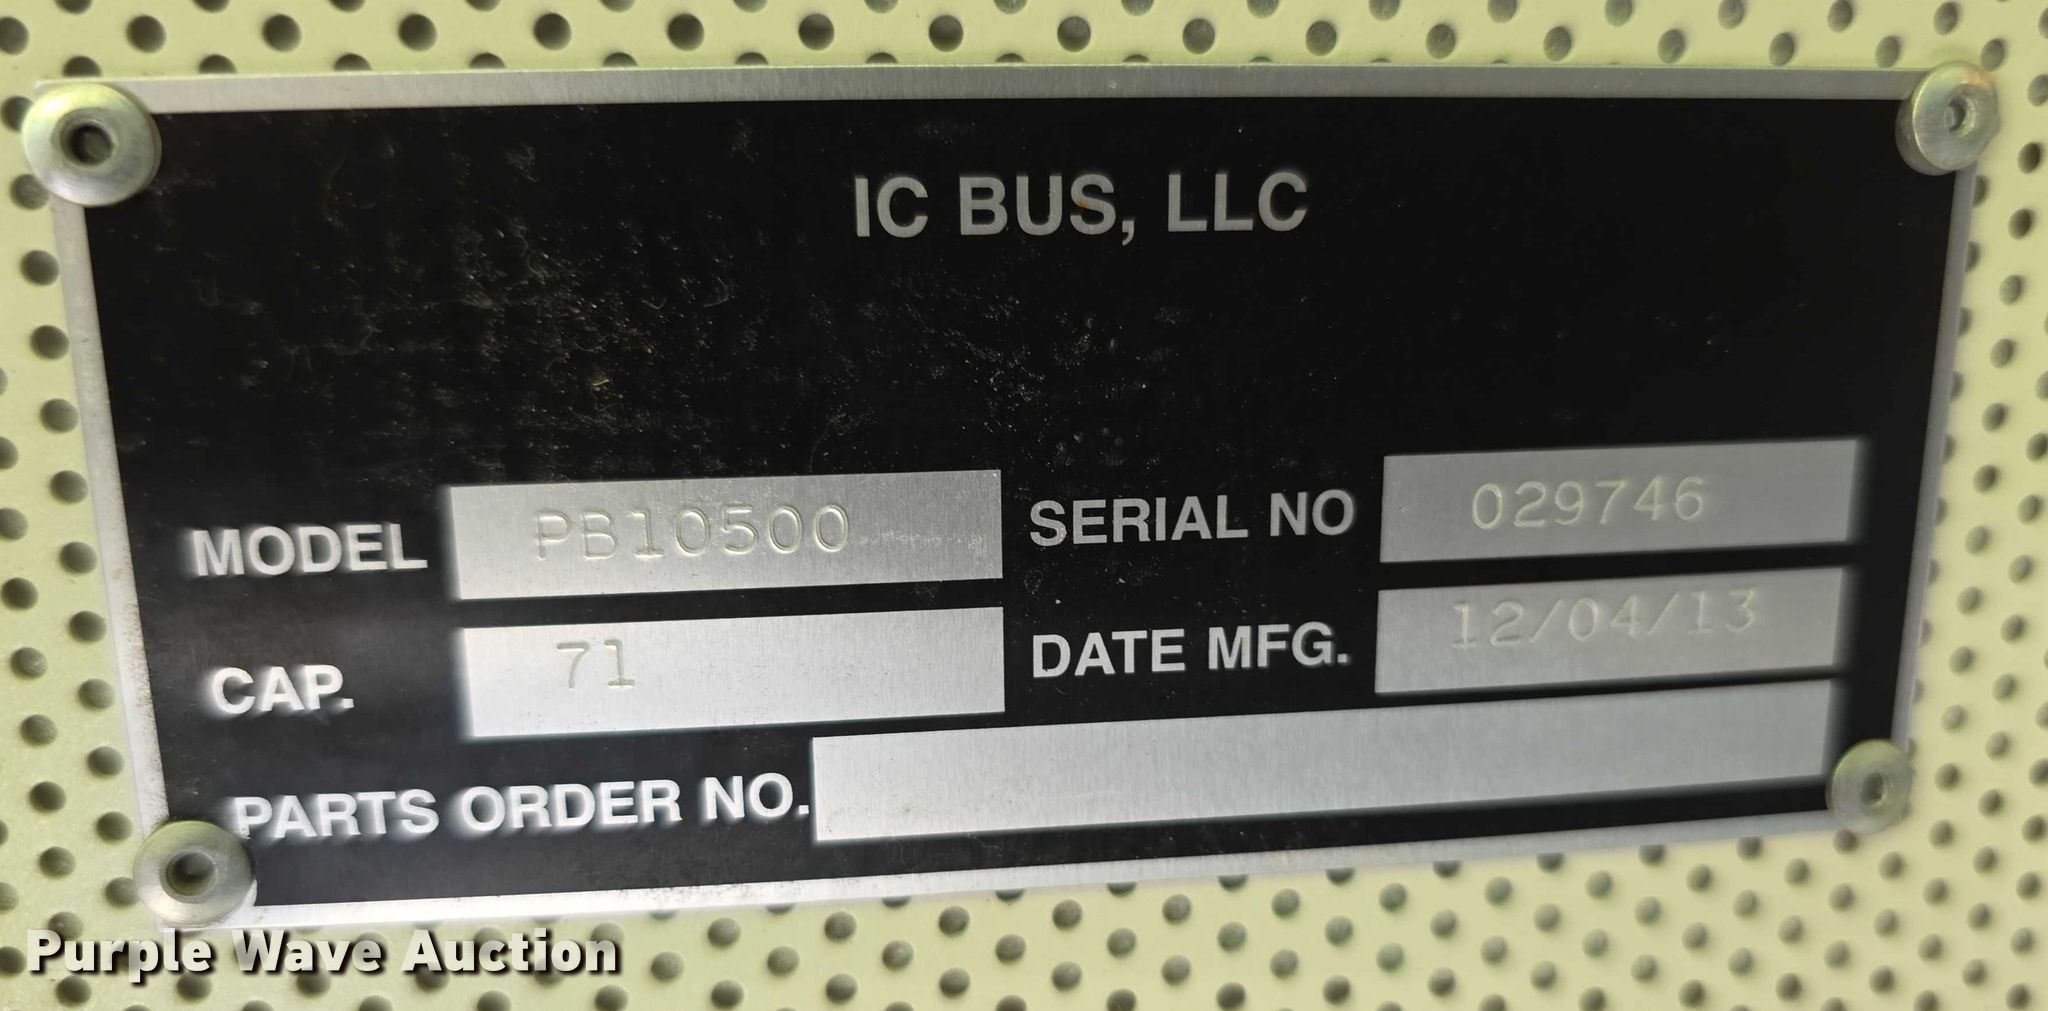 IC BUS, LLC
MODEL PB10500 SERIAL NO 029746
CAP. 71 DATE MFG. 12/04/13
PARTS ORDER NO.
Purple Wave Auction